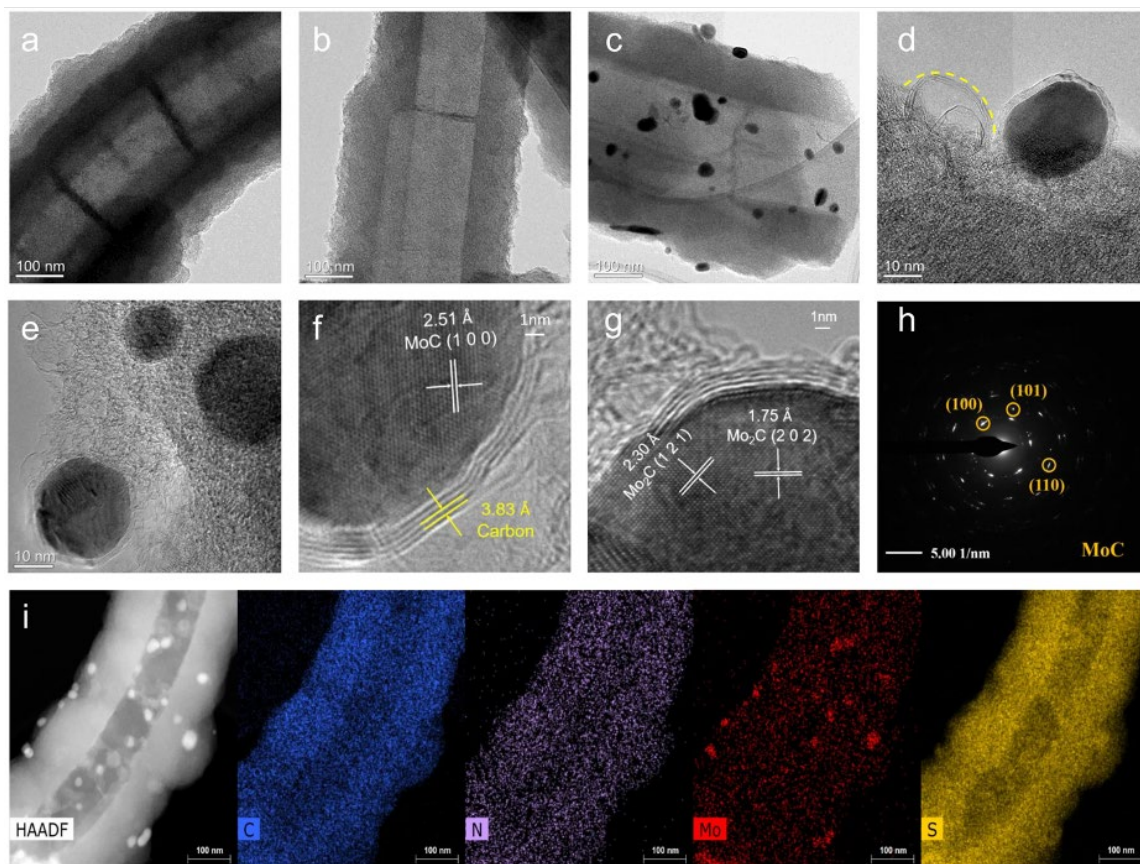 a
100 nm
b
100 nm
c
100 nm
d
10 nm
e
10 nm
f
2.51 Å
MoC (1 0 0)
1nm
3.83 Å
Carbon
g
1nm
2.30 Å
Mo₂C (1 2 1)
1.75 Å
Mo₂C (2 0 2)
h
(100)
(101)
(110)
5.00 1/nm
MoC
i
HAADF
100 nm
C
100 nm
N
100 nm
Mo
100 nm
S
100 nm